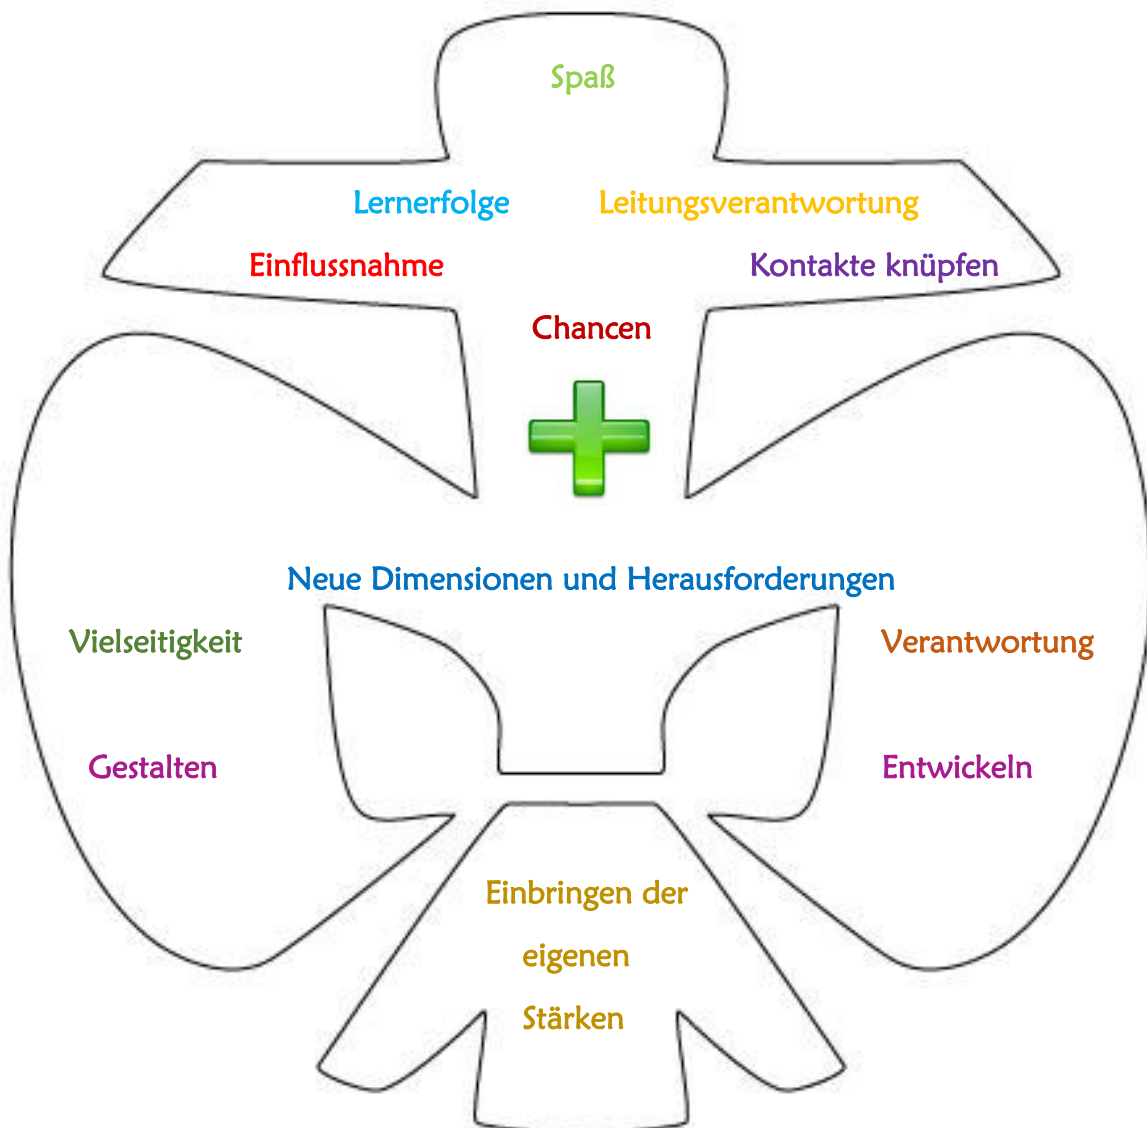 Spaß
Lernerfolge Leitungsverantwortung
Einflussnahme Kontakte knüpfen
Chancen
Neue Dimensionen und Herausforderungen
Vielseitigkeit Verantwortung
Gestalten Entwickeln
Einbringen der
eigenen
Stärken